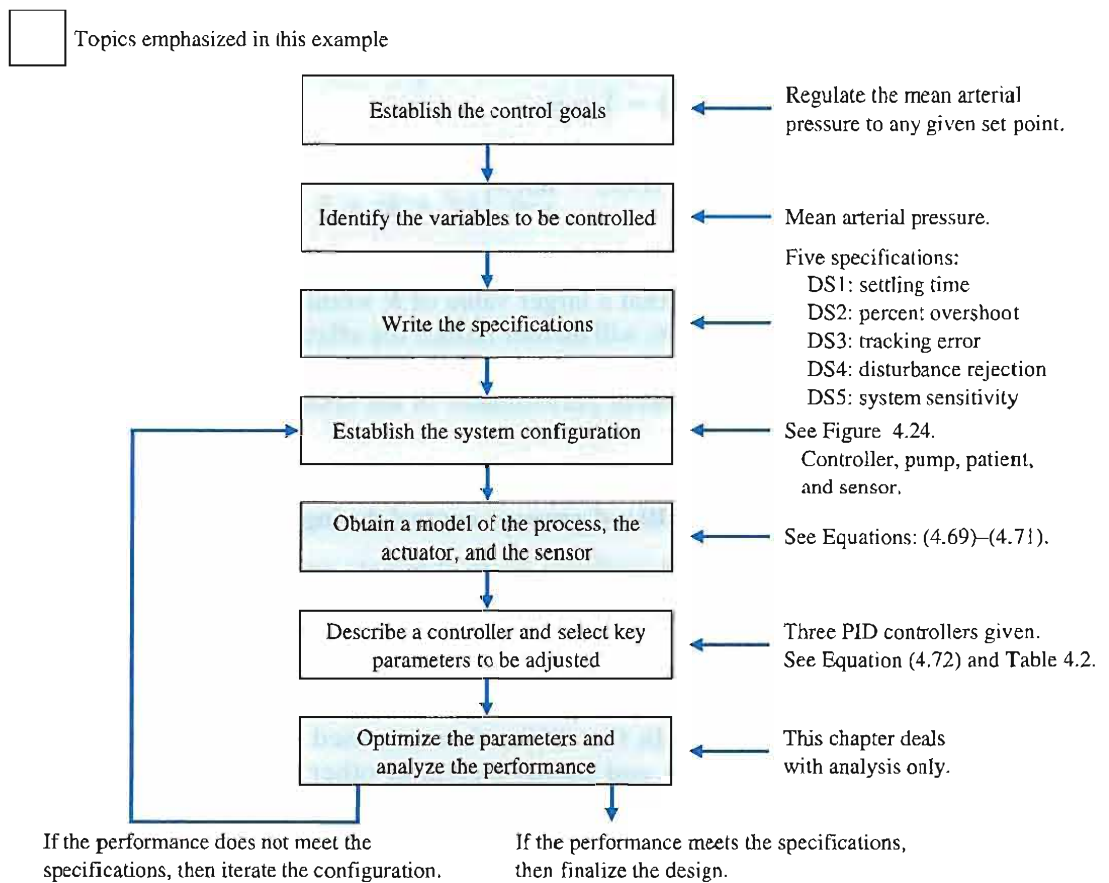 Topics emphasized in this example
Establish the control goals
Regulate the mean arterial
pressure to any given set point.
Identify the variables to be controlled
Mean arterial pressure.
Write the specifications
Five specifications:
DS1: settling time
DS2: percent overshoot
DS3: tracking error
DS4: disturbance rejection
DS5: system sensitivity
Establish the system configuration
See Figure 4.24.
Controller, pump, patient,
and sensor.
Obtain a model of the process, the
actuator, and the sensor
See Equations: (4.69)–(4.71).
Describe a controller and select key
parameters to be adjusted
Three PID controllers given.
See Equation (4.72) and Table 4.2.
Optimize the parameters and
analyze the performance
This chapter deals
with analysis only.
If the performance does not meet the
specifications, then iterate the configuration.
If the performance meets the specifications,
then finalize the design.